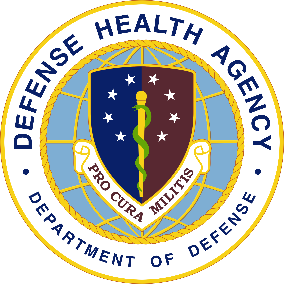 DEFENSE HEALTH AGENCY
PRO CURA MILITIS
• DEPARTMENT OF DEFENSE •